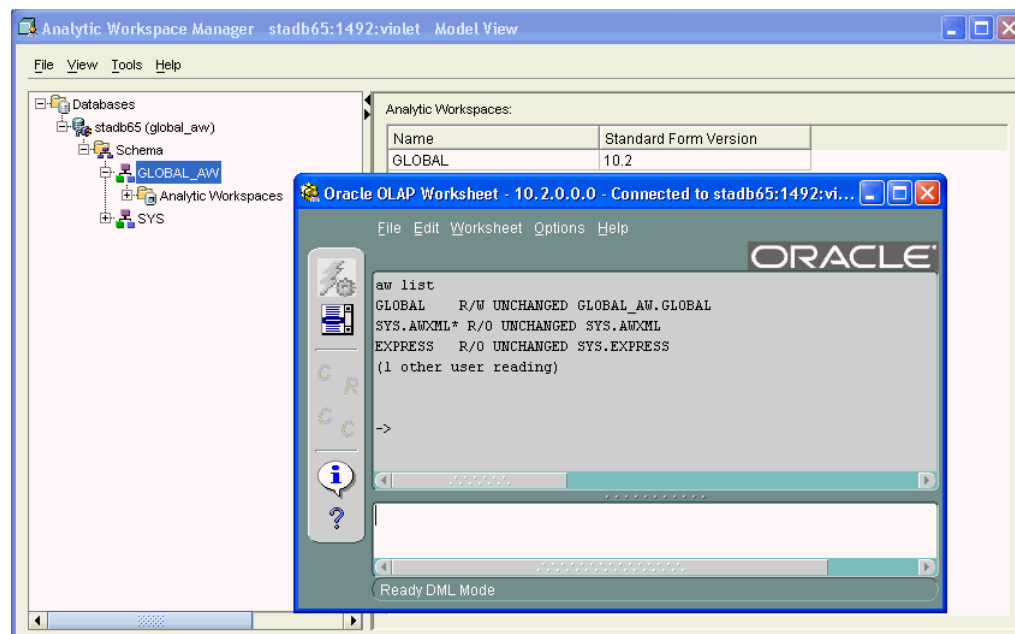 Analytic Workspace Manager stadb65:1492:violet Model View
File View Tools Help
Databases
stadb65 (global_aw)
Schema
GLOBAL_AW
Analytic Workspaces
SYS
Analytic Workspaces:
Name Standard Form Version
GLOBAL 10.2
Oracle OLAP Worksheet - 10.2.0.0.0 - Connected to stadb65:1492:vi...
File Edit Worksheet Options Help
ORACLE
aw list
GLOBAL R/W UNCHANGED GLOBAL_AW.GLOBAL
SYS.AWXML* R/O UNCHANGED SYS.AWXML
EXPRESS R/O UNCHANGED SYS.EXPRESS
(1 other user reading)
->
C R
C C
i
?
Ready DML Mode